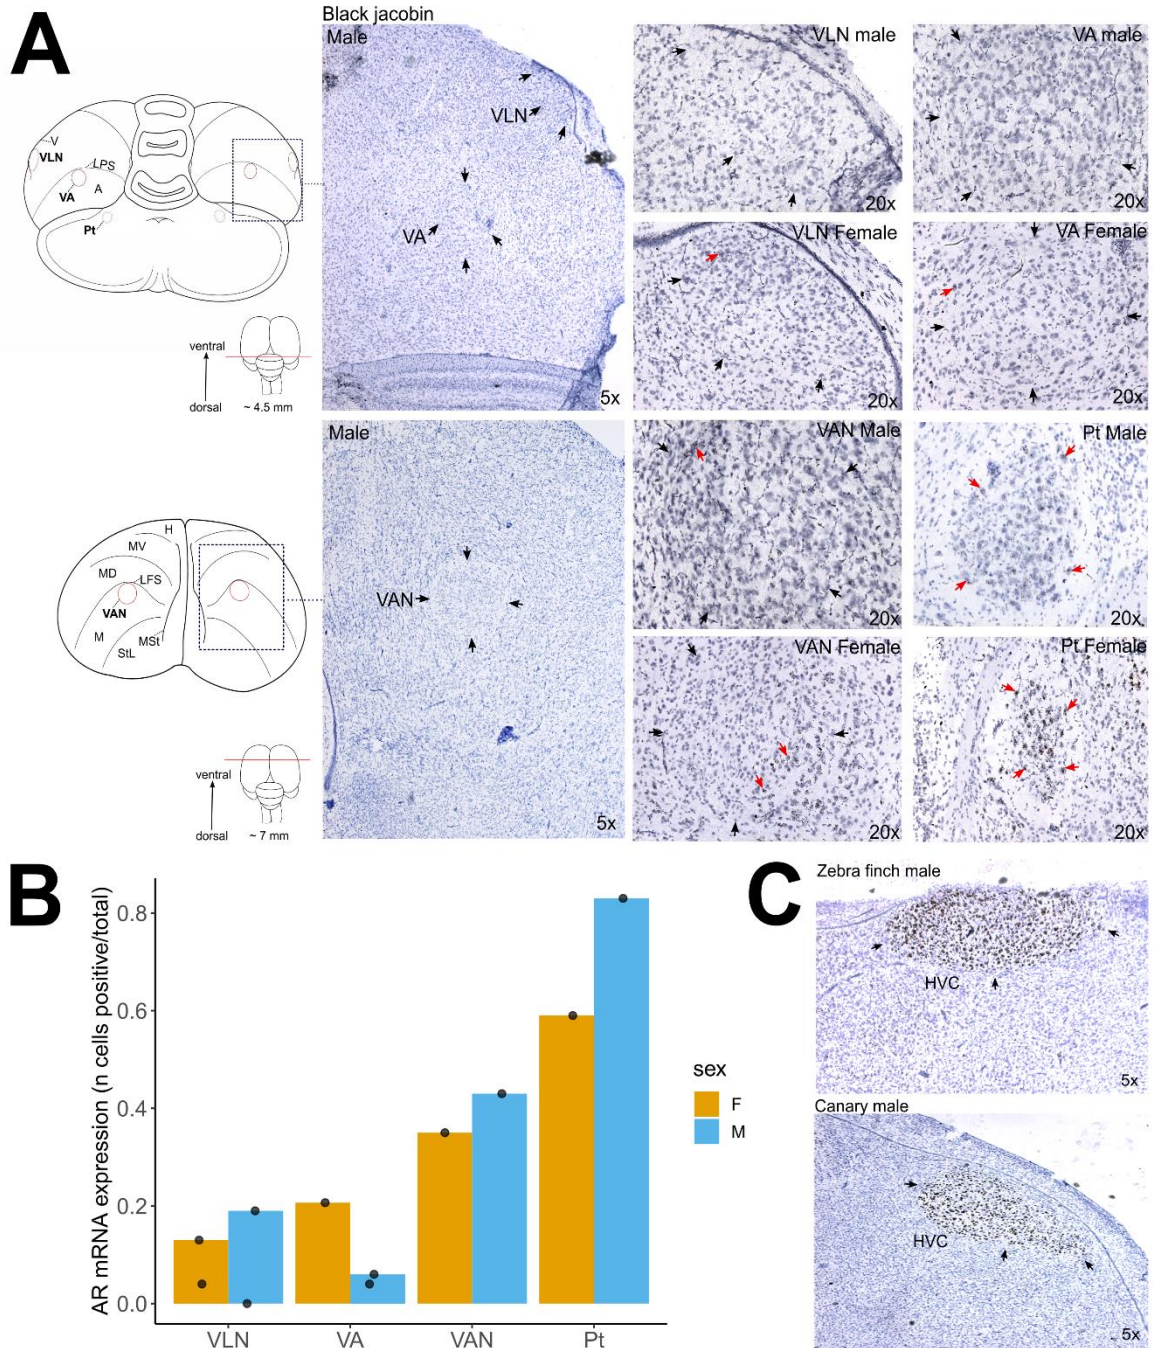 A
Black jacobin
Male
VLN
VA
5x
VLN male
20x
VA male
20x
VLN Female
20x
VA Female
20x
V
VLN
LPS
A
VA
Pt
ventral
dorsal
~ 4.5 mm
Male
VAN
5x
VAN Male
20x
Pt Male
20x
VAN Female
20x
Pt Female
20x
H
MV
MD
LFS
VAN
M
MSt
StL
ventral
dorsal
~ 7 mm
B
AR mRNA expression (n cells positive/total)
0.8
0.6
0.4
0.2
0.0
VLN
VA
VAN
Pt
sex
F
M
C
Zebra finch male
HVC
5x
Canary male
HVC
5x